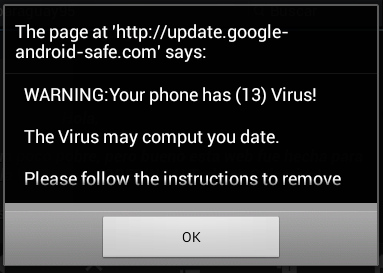 The page at 'http://update.google-
android-safe.com' says:
WARNING:Your phone has (13) Virus!
The Virus may comput you date.
Please follow the instructions to remove
OK